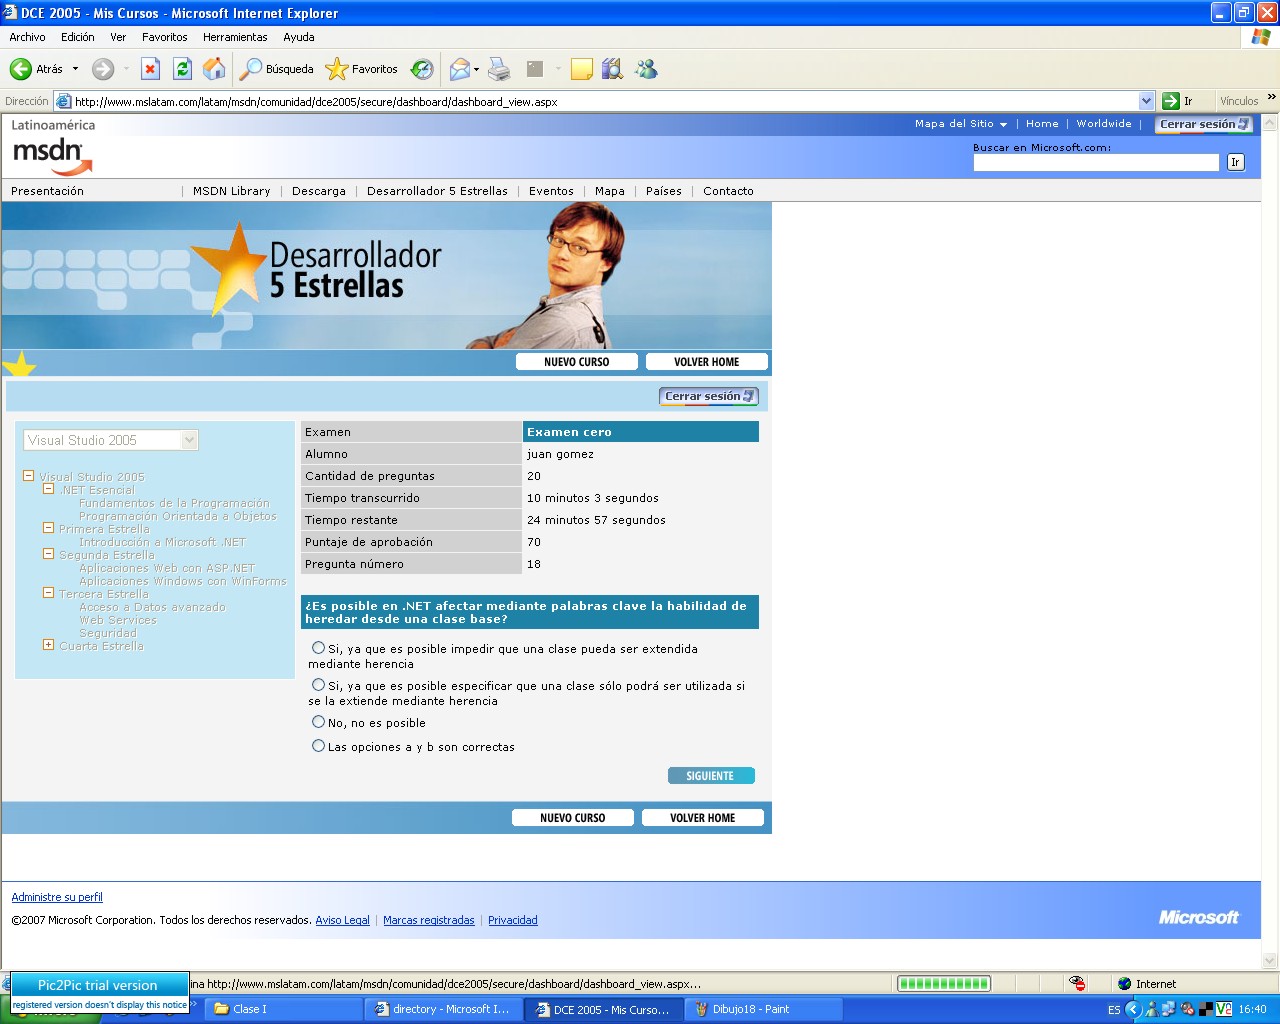 DCE 2005 - Mis Cursos - Microsoft Internet Explorer
Archivo Edición Ver Favoritos Herramientas Ayuda
Atrás Búsqueda Favoritos
Dirección http://www.mslatam.com/latam/msdn/comunidad/dce2005/secure/dashboard/dashboard_view.aspx Ir Vínculos »
Latinoamérica
msdn
Mapa del Sitio | Home | Worldwide | Cerrar sesión
Buscar en Microsoft.com:
Ir
Presentación | MSDN Library | Descarga | Desarrollador 5 Estrellas | Eventos | Mapa | Países | Contacto
Desarrollador
5 Estrellas
NUEVO CURSO VOLVER HOME
Cerrar sesión
Visual Studio 2005
Visual Studio 2005
.NET Esencial
Fundamentos de la Programación
Programación Orientada a Objetos
Primera Estrella
Introducción a Microsoft .NET
Segunda Estrella
Aplicaciones Web con ASP.NET
Aplicaciones Windows con WinForms
Tercera Estrella
Acceso a Datos avanzado
Web Services
Seguridad
Cuarta Estrella
Examen Examen cero
Alumno juan gomez
Cantidad de preguntas 20
Tiempo transcurrido 10 minutos 3 segundos
Tiempo restante 24 minutos 57 segundos
Puntaje de aprobación 70
Pregunta número 18
¿Es posible en .NET afectar mediante palabras clave la habilidad de
heredar desde una clase base?
Si, ya que es posible impedir que una clase pueda ser extendida
mediante herencia
Si, ya que es posible especificar que una clase sólo podrá ser utilizada si
se la extiende mediante herencia
No, no es posible
Las opciones a y b son correctas
SIGUIENTE
NUEVO CURSO VOLVER HOME
Administre su perfil
©2007 Microsoft Corporation. Todos los derechos reservados. Aviso Legal | Marcas registradas | Privacidad
Microsoft
Pic2Pic trial version
registered version doesn't display this notice
ina http://www.mslatam.com/latam/msdn/comunidad/dce2005/secure/dashboard/dashboard_view.aspx...
Internet
Clase I
directory - Microsoft I...
DCE 2005 - Mis Curso...
Dibujo18 - Paint
ES 16:40